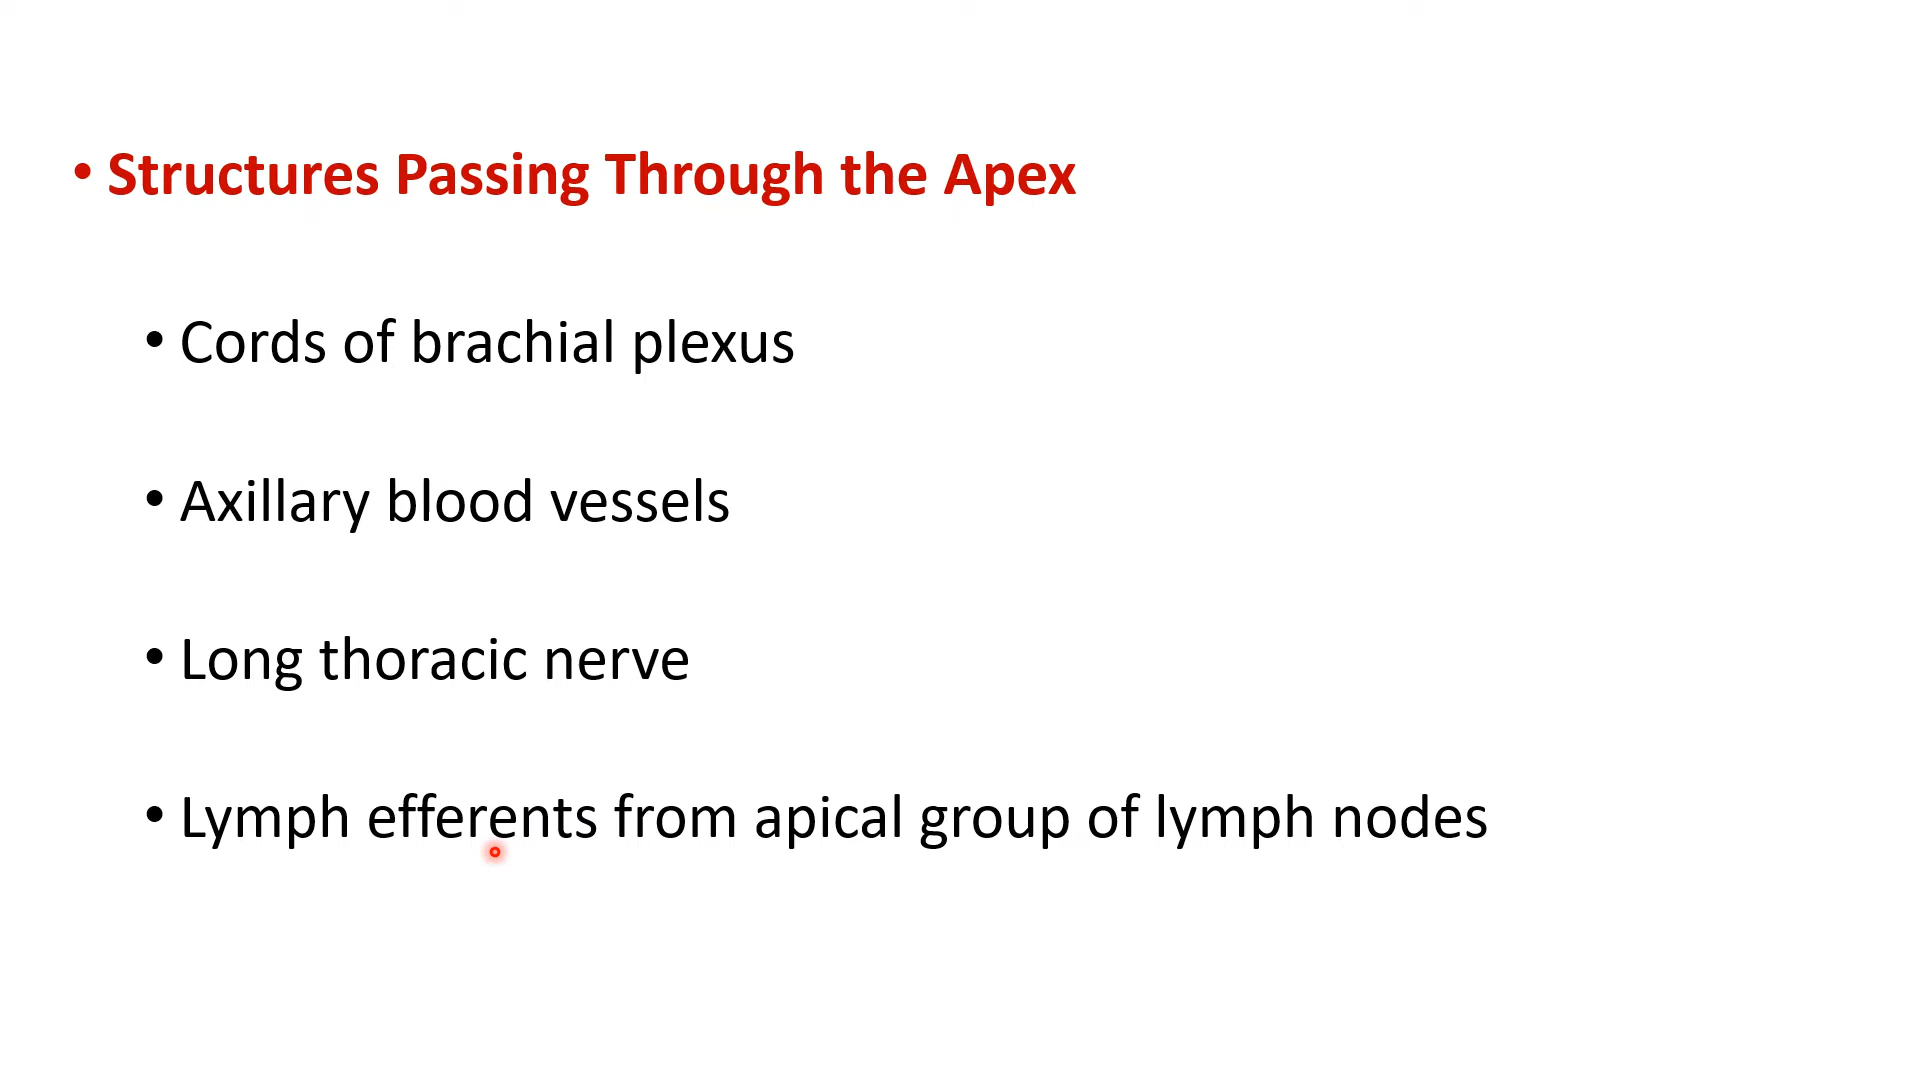 • Structures Passing Through the Apex
• Cords of brachial plexus
• Axillary blood vessels
• Long thoracic nerve
• Lymph efferents from apical group of lymph nodes